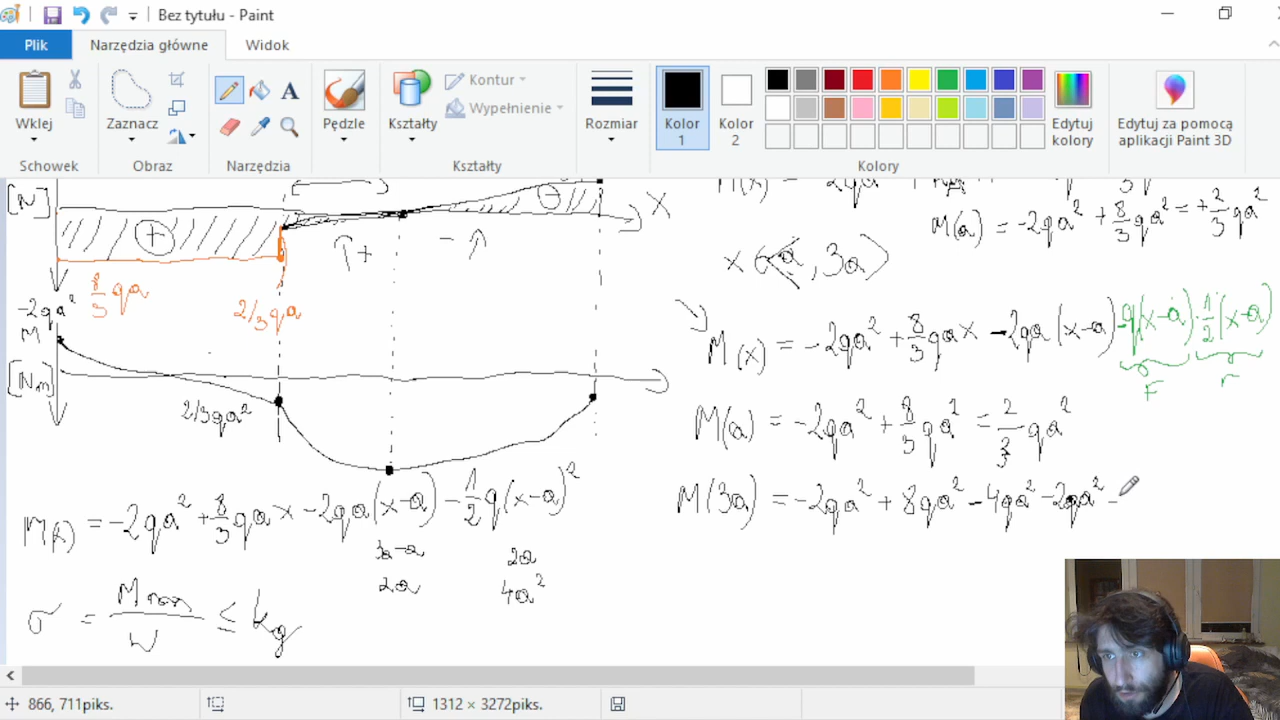 Bez tytułu - Paint
Plik Narzędzia główne Widok
Wklej Zaznacz Pędzle Kształty Kontur Wypełnienie Rozmiar Kolor 1 Kolor 2 Edytuj kolory Edytuj za pomocą aplikacji Paint 3D
Schowek Obraz Narzędzia Kształty Kolory
[N]
+
−
X
↑+
- ↑
8/3 qa
2/3qa
-2qa²
M
[Nm]
2/3qa²
M(x) = -2qa² + 8/3 qa x - 2qa (x-a) - 1/2 q (x-a)²
3a-a 2a
2a 4a²
σ = M max / W ≤ kg
M(a) = -2qa² + 8/3 qa² = + 2/3 qa²
x (a, 3a)
M(x) = -2qa² + 8/3 qa x - 2qa (x-a) - q(x-a) · 1/2 (x-a)
F r
M(a) = -2qa² + 8/3 qa² = 2/3 qa²
M(3a) = -2qa² + 8qa² - 4qa² - 2qa² =
866, 711piks. 1312 × 3272piks.